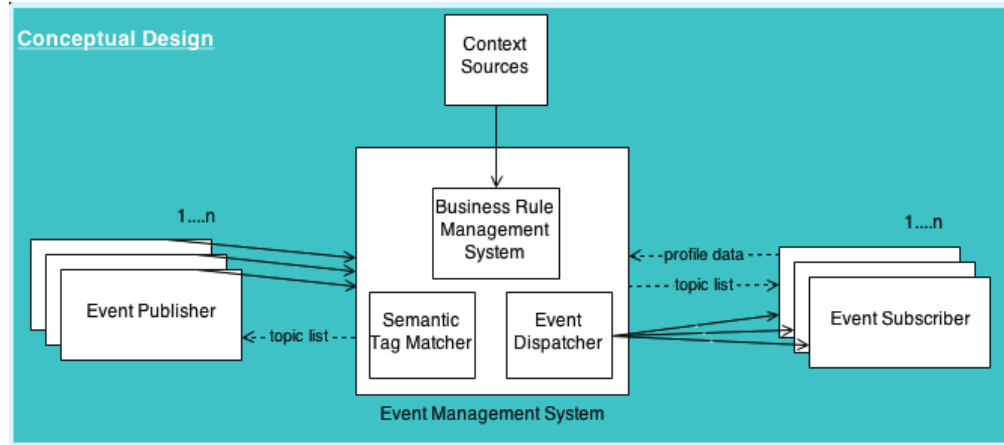 Conceptual Design
Context
Sources
Business Rule
Management
System
1....n
1....n
profile data
topic list
Event Publisher
Semantic
Tag Matcher
Event
Dispatcher
Event Subscriber
topic list
Event Management System